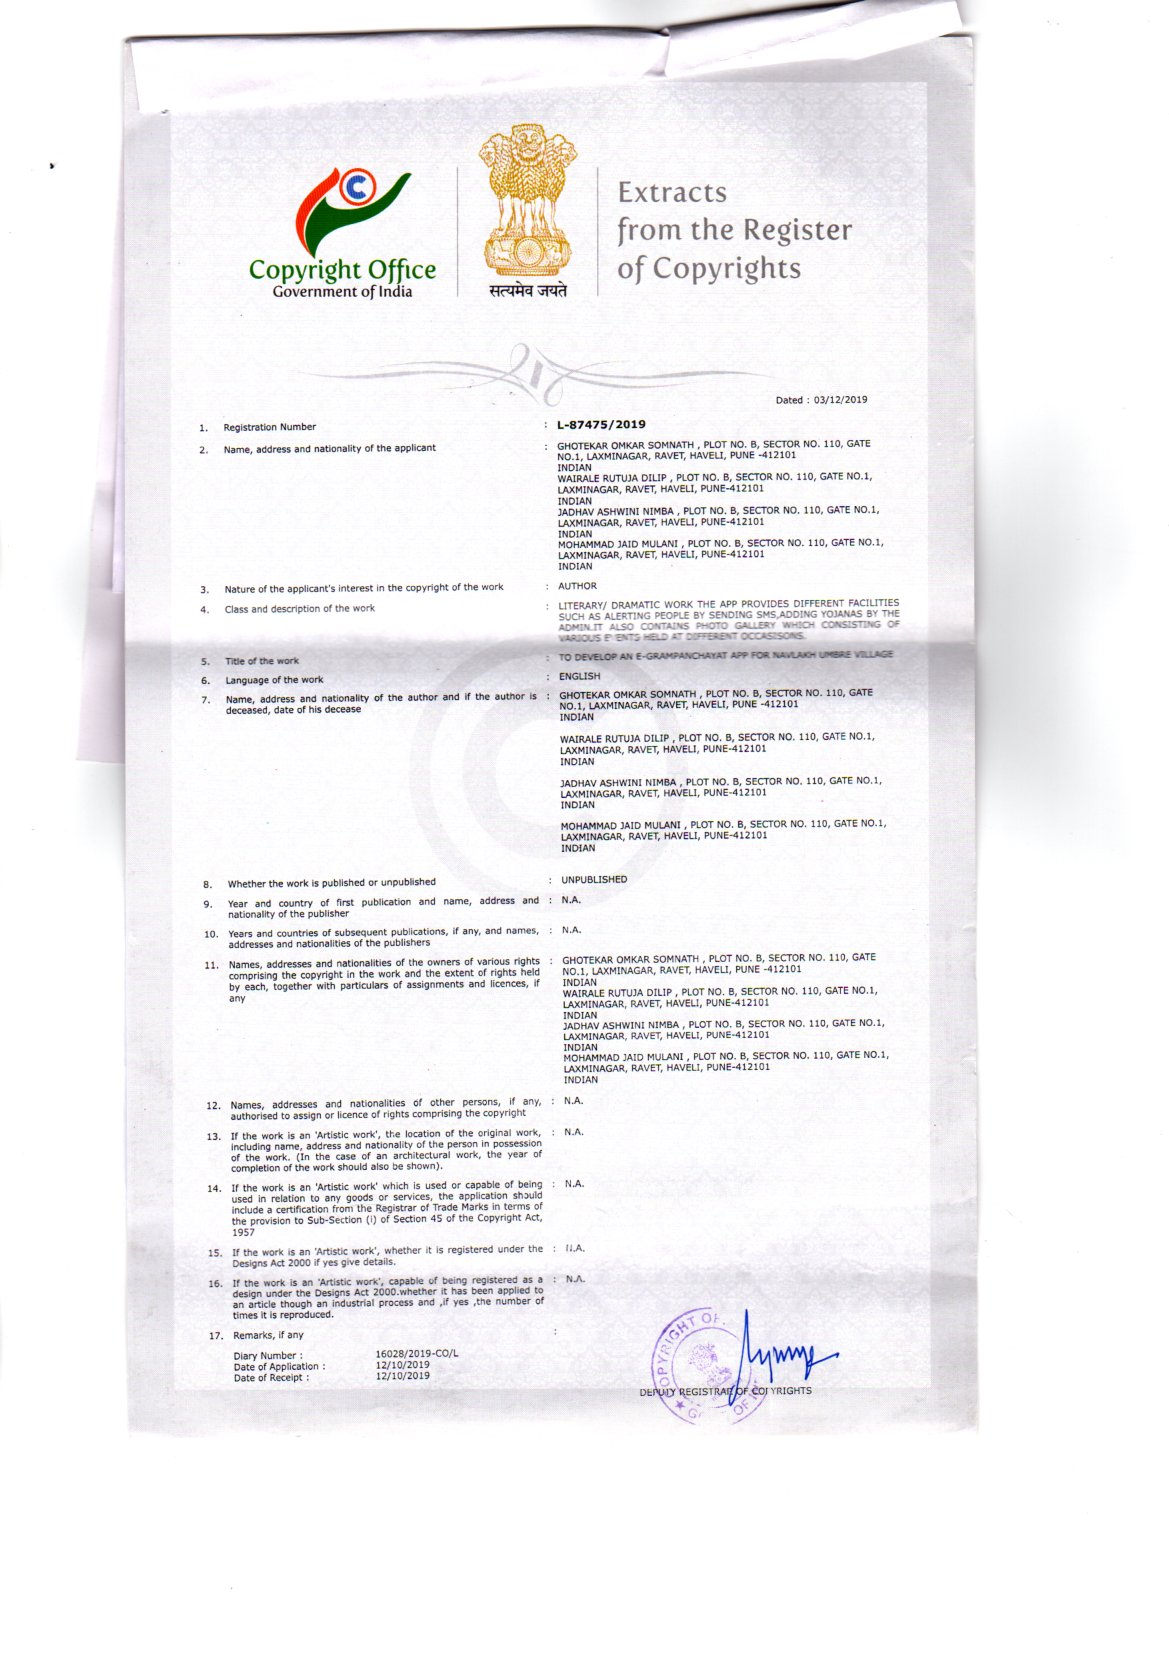 Copyright Office
Government of India
सत्यमेव जयते
Extracts
from the Register
of Copyrights
Dated : 03/12/2019
1. Registration Number : L-87475/2019
2. Name, address and nationality of the applicant : GHOTEKAR OMKAR SOMNATH , PLOT NO. B, SECTOR NO. 110, GATE
NO.1, LAXMINAGAR, RAVET, HAVELI, PUNE -412101
INDIAN
WAIRALE RUTUJA DILIP , PLOT NO. B, SECTOR NO. 110, GATE NO.1,
LAXMINAGAR, RAVET, HAVELI, PUNE-412101
INDIAN
JADHAV ASHWINI NIMBA , PLOT NO. B, SECTOR NO. 110, GATE NO.1,
LAXMINAGAR, RAVET, HAVELI, PUNE-412101
INDIAN
MOHAMMAD JAID MULANI , PLOT NO. B, SECTOR NO. 110, GATE NO.1,
LAXMINAGAR, RAVET, HAVELI, PUNE-412101
INDIAN
3. Nature of the applicant's interest in the copyright of the work : AUTHOR
4. Class and description of the work : LITERARY/ DRAMATIC WORK THE APP PROVIDES DIFFERENT FACILITIES
SUCH AS ALERTING PEOPLE BY SENDING SMS,ADDING YOJANAS BY THE
ADMIN.IT ALSO CONTAINS PHOTO GALLERY WHICH CONSISTING OF
VARIOUS EVENTS HELD AT DIFFERENT OCCASISONS.
5. Title of the work : TO DEVELOP AN E-GRAMPANCHAYAT APP FOR NAVLAKH UMBRE VILLAGE
6. Language of the work : ENGLISH
7. Name, address and nationality of the author and if the author is : GHOTEKAR OMKAR SOMNATH , PLOT NO. B, SECTOR NO. 110, GATE
deceased, date of his decease NO.1, LAXMINAGAR, RAVET, HAVELI, PUNE -412101
INDIAN
WAIRALE RUTUJA DILIP , PLOT NO. B, SECTOR NO. 110, GATE NO.1,
LAXMINAGAR, RAVET, HAVELI, PUNE-412101
INDIAN
JADHAV ASHWINI NIMBA , PLOT NO. B, SECTOR NO. 110, GATE NO.1,
LAXMINAGAR, RAVET, HAVELI, PUNE-412101
INDIAN
MOHAMMAD JAID MULANI , PLOT NO. B, SECTOR NO. 110, GATE NO.1,
LAXMINAGAR, RAVET, HAVELI, PUNE-412101
INDIAN
8. Whether the work is published or unpublished : UNPUBLISHED
9. Year and country of first publication and name, address and : N.A.
nationality of the publisher
10. Years and countries of subsequent publications, if any, and names, : N.A.
addresses and nationalities of the publishers
11. Names, addresses and nationalities of the owners of various rights : GHOTEKAR OMKAR SOMNATH , PLOT NO. B, SECTOR NO. 110, GATE
comprising the copyright in the work and the extent of rights held NO.1, LAXMINAGAR, RAVET, HAVELI, PUNE -412101
by each, together with particulars of assignments and licences, if INDIAN
any WAIRALE RUTUJA DILIP , PLOT NO. B, SECTOR NO. 110, GATE NO.1,
LAXMINAGAR, RAVET, HAVELI, PUNE-412101
INDIAN
JADHAV ASHWINI NIMBA , PLOT NO. B, SECTOR NO. 110, GATE NO.1,
LAXMINAGAR, RAVET, HAVELI, PUNE-412101
INDIAN
MOHAMMAD JAID MULANI , PLOT NO. B, SECTOR NO. 110, GATE NO.1,
LAXMINAGAR, RAVET, HAVELI, PUNE-412101
INDIAN
12. Names, addresses and nationalities of other persons, if any, : N.A.
authorised to assign or licence of rights comprising the copyright
13. If the work is an 'Artistic work', the location of the original work, : N.A.
including name, address and nationality of the person in possession
of the work. (In the case of an architectural work, the year of
completion of the work should also be shown).
14. If the work is an 'Artistic work' which is used or capable of being : N.A.
used in relation to any goods or services, the application should
include a certification from the Registrar of Trade Marks in terms of
the provision to Sub-Section (i) of Section 45 of the Copyright Act,
1957
15. If the work is an 'Artistic work', whether it is registered under the : N.A.
Designs Act 2000 if yes give details.
16. If the work is an 'Artistic work', capable of being registered as a : N.A.
design under the Designs Act 2000.whether it has been applied to
an article though an industrial process and ,if yes ,the number of
times it is reproduced.
17. Remarks, if any :
Diary Number : 16028/2019-CO/L
Date of Application : 12/10/2019
Date of Receipt : 12/10/2019
DEPUTY REGISTRAR OF COPYRIGHTS